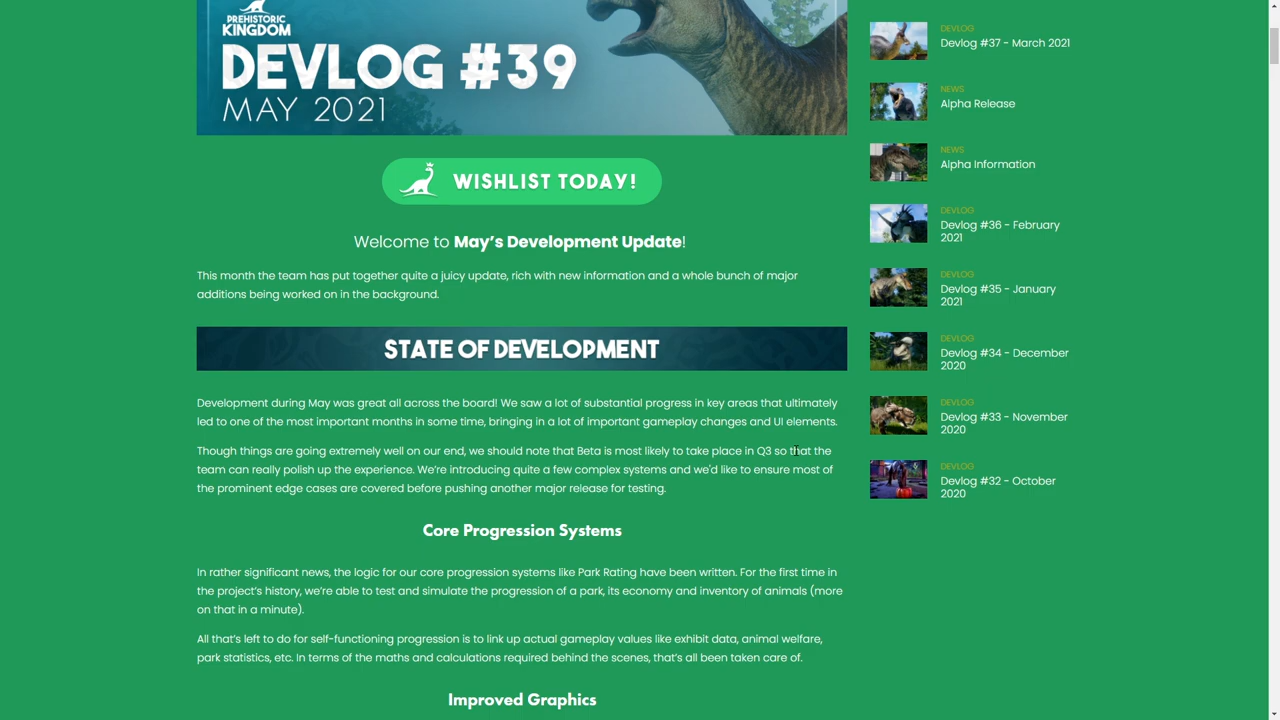 PREHISTORIC
KINGDOM
DEVLOG #39
MAY 2021
WISHLIST TODAY!
Welcome to May's Development Update!
This month the team has put together quite a juicy update, rich with new information and a whole bunch of major
additions being worked on in the background.
STATE OF DEVELOPMENT
Development during May was great all across the board! We saw a lot of substantial progress in key areas that ultimately
led to one of the most important months in some time, bringing in a lot of important gameplay changes and UI elements.
Though things are going extremely well on our end, we should note that Beta is most likely to take place in Q3 so that the
team can really polish up the experience. We're introducing quite a few complex systems and we'd like to ensure most of
the prominent edge cases are covered before pushing another major release for testing.
Core Progression Systems
In rather significant news, the logic for our core progression systems like Park Rating have been written. For the first time in
the project's history, we're able to test and simulate the progression of a park, its economy and inventory of animals (more
on that in a minute).
All that's left to do for self-functioning progression is to link up actual gameplay values like exhibit data, animal welfare,
park statistics, etc. In terms of the maths and calculations required behind the scenes, that's all been taken care of.
Improved Graphics
DEVLOG
Devlog #37 - March 2021
NEWS
Alpha Release
NEWS
Alpha Information
DEVLOG
Devlog #36 - February
2021
DEVLOG
Devlog #35 - January
2021
DEVLOG
Devlog #34 - December
2020
DEVLOG
Devlog #33 - November
2020
DEVLOG
Devlog #32 - October
2020